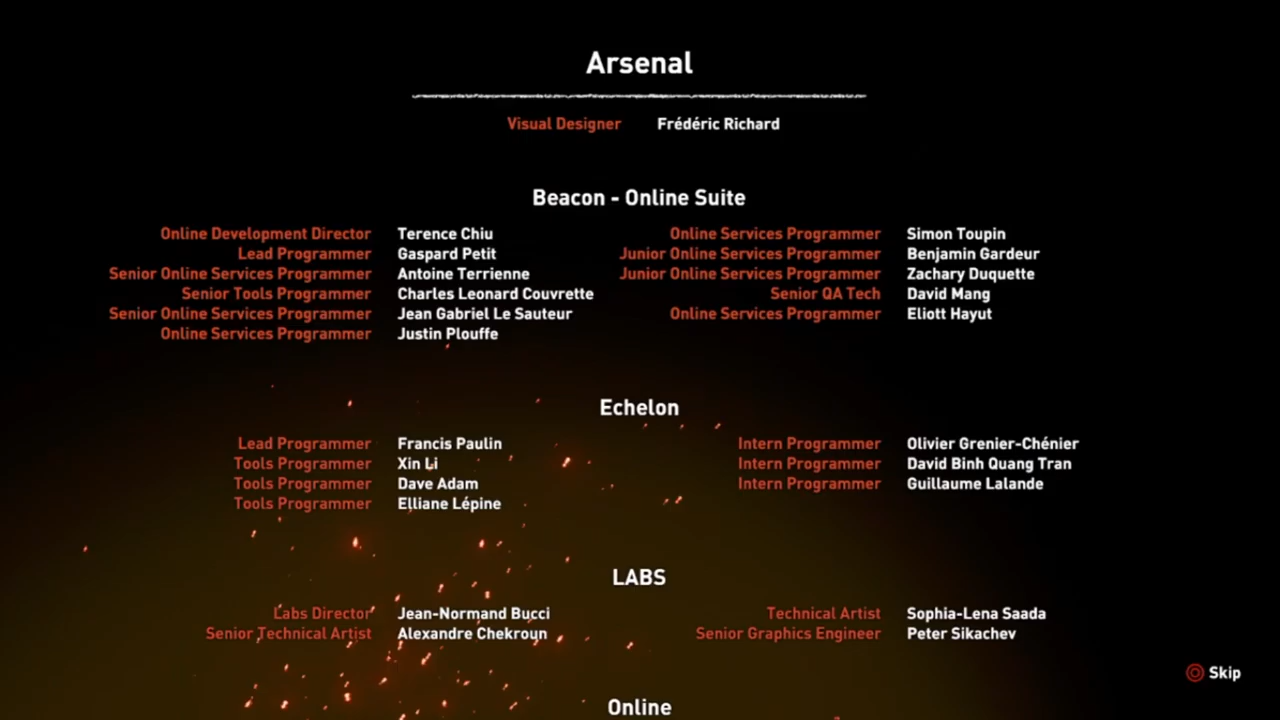 Arsenal
Visual Designer Frédéric Richard
Beacon - Online Suite
Online Development Director Terence Chiu
Lead Programmer Gaspard Petit
Senior Online Services Programmer Antoine Terrienne
Senior Tools Programmer Charles Leonard Couvrette
Senior Online Services Programmer Jean Gabriel Le Sauteur
Online Services Programmer Justin Plouffe
Online Services Programmer Simon Toupin
Junior Online Services Programmer Benjamin Gardeur
Junior Online Services Programmer Zachary Duquette
Senior QA Tech David Mang
Online Services Programmer Eliott Hayut
Echelon
Lead Programmer Francis Paulin
Tools Programmer Xin Li
Tools Programmer Dave Adam
Tools Programmer Elliane Lépine
Intern Programmer Olivier Grenier-Chénier
Intern Programmer David Binh Quang Tran
Intern Programmer Guillaume Lalande
LABS
Labs Director Jean-Normand Bucci
Senior Technical Artist Alexandre Chekroun
Technical Artist Sophia-Lena Saada
Senior Graphics Engineer Peter Sikachev
Skip
Online